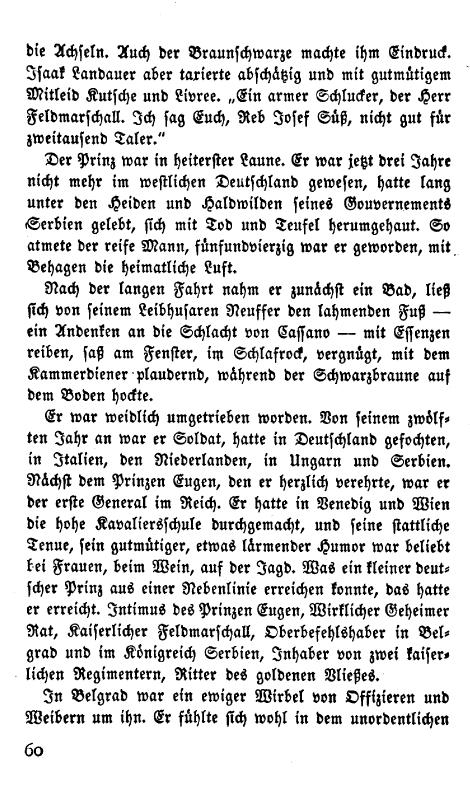 die Achseln. Auch der Braunschwarze machte ihm Eindruck.
Isaak Landauer aber taxierte abschätzig und mit gutmütigem
Mitleid Kutsche und Livree. „Ein armer Schlucker, der Herr
Feldmarschall. Ich sag Euch, Reb Josef Süß, nicht gut für
zweitausend Taler.“
Der Prinz war in heiterster Laune. Er war jetzt drei Jahre
nicht mehr im westlichen Deutschland gewesen, hatte lang
unter den Heiden und Halbwilden seines Gouvernements
Serbien gelebt, sich mit Tod und Teufel herumgehaut. So
atmete der reife Mann, fünfundvierzig war er geworden, mit
Behagen die heimatliche Luft.
Nach der langen Fahrt nahm er zunächst ein Bad, ließ
sich von seinem Leibhusaren Neuffer den lahmenden Fuß —
ein Andenken an die Schlacht von Cassano — mit Essenzen
reiben, saß am Fenster, im Schlafrock, vergnügt, mit dem
Kammerdiener plaudernd, während der Schwarzbraune auf
dem Boden hockte.
Er war weidlich umgetrieben worden. Von seinem zwölf-
ten Jahr an war er Soldat, hatte in Deutschland gefochten,
in Italien, den Niederlanden, in Ungarn und Serbien.
Nächst dem Prinzen Eugen, den er herzlich verehrte, war er
der erste General im Reich. Er hatte in Venedig und Wien
die hohe Kavaliersschule durchgemacht, und seine stattliche
Tenue, sein gutmütiger, etwas lärmender Humor war beliebt
bei Frauen, beim Wein, auf der Jagd. Was ein kleiner deut-
scher Prinz aus einer Nebenlinie erreichen konnte, das hatte
er erreicht. Intimus des Prinzen Eugen, Wirklicher Geheimer
Rat, Kaiserlicher Feldmarschall, Oberbefehlshaber in Bel-
grad und im Königreich Serbien, Inhaber von zwei kaiser-
lichen Regimentern, Ritter des goldenen Vließes.
In Belgrad war ein ewiger Wirbel von Offizieren und
Weibern um ihn. Er fühlte sich wohl in dem unordentlichen
60